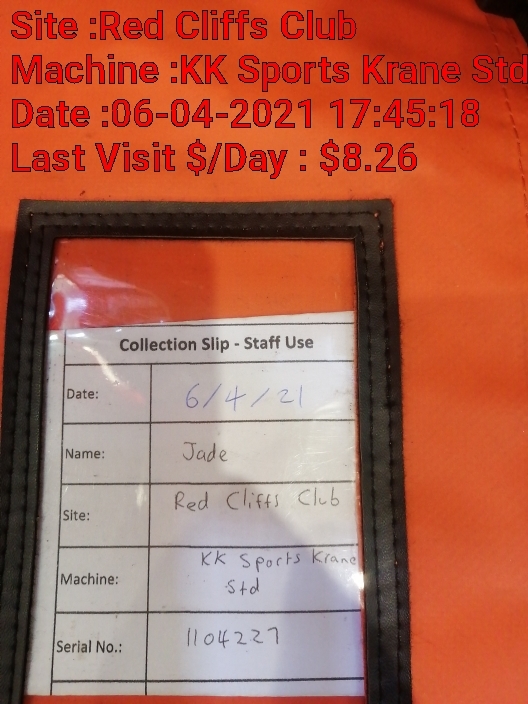 Site :Red Cliffs Club
Machine :KK Sports Krane Std
Date :06-04-2021 17:45:18
Last Visit $/Day : $8.26
Collection Slip - Staff Use
Date: 6/4/21
Name: Jade
Site: Red Cliffs Club
Machine: KK Sports Krane
Std
Serial No.: 1104227